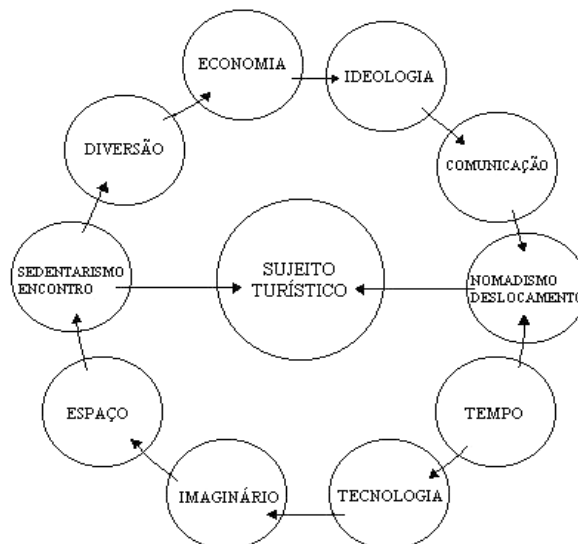 ECONOMIA
IDEOLOGIA
DIVERSÃO
COMUNICAÇÃO
SEDENTARISMO
ENCONTRO
SUJEITO
TURÍSTICO
NOMADISMO
DESLOCAMENTO
ESPAÇO
TEMPO
IMAGINÁRIO
TECNOLOGIA